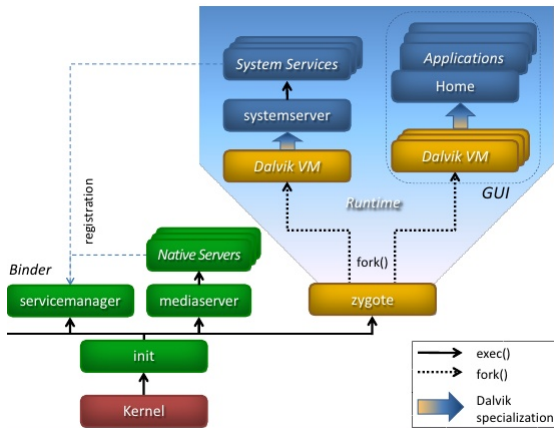 System Services
Applications
Home
systemserver
Dalvik VM
Dalvik VM
GUI
Runtime
registration
Native Servers
fork()
Binder
servicemanager
mediaserver
zygote
init
Kernel
exec()
fork()
Dalvik
specialization